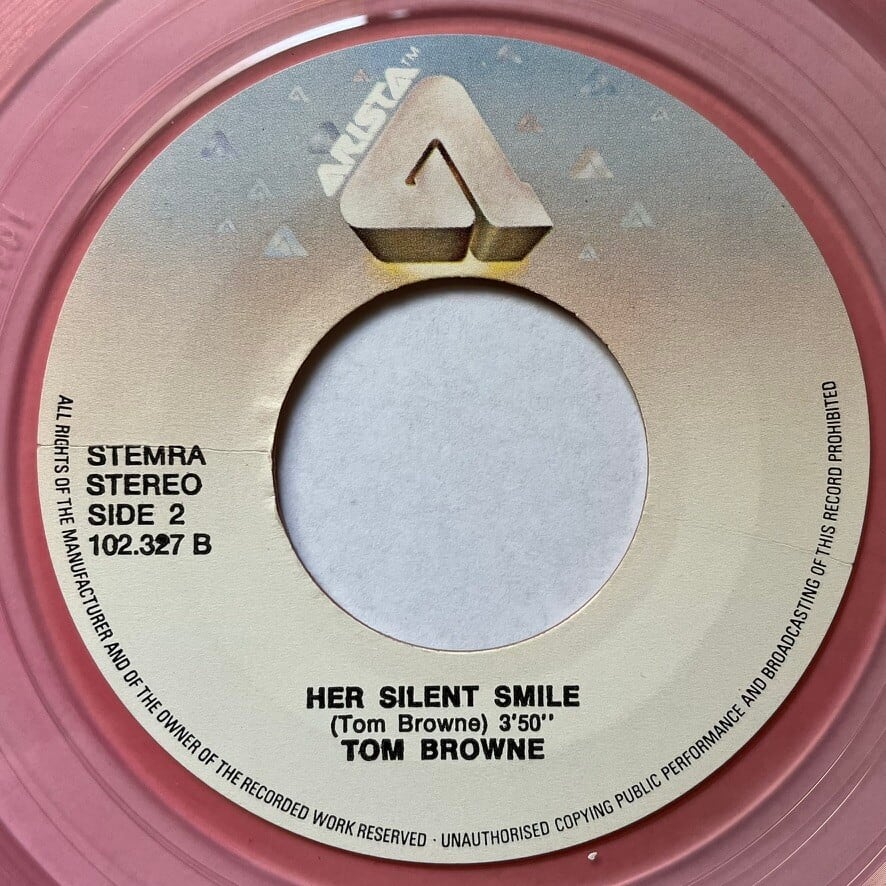 ARISTA™
STEMRA
STEREO
SIDE 2
102.327 B
HER SILENT SMILE
(Tom Browne) 3'50''
TOM BROWNE
ALL RIGHTS OF THE MANUFACTURER AND OF THE OWNER OF THE RECORDED WORK RESERVED · UNAUTHORISED COPYING PUBLIC PERFORMANCE AND BROADCASTING OF THIS RECORD PROHIBITED